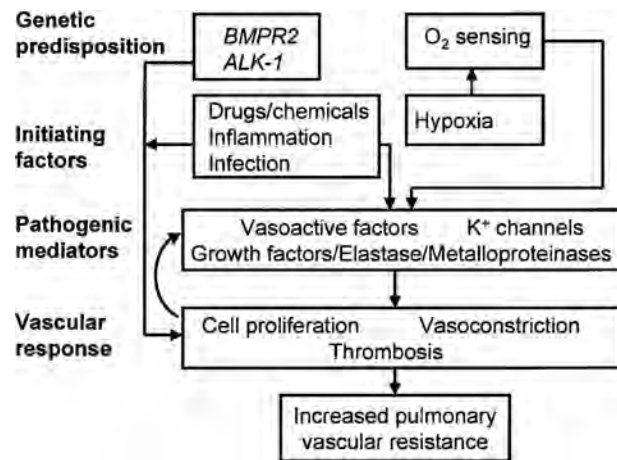 Genetic
predisposition
BMPR2
ALK-1
O₂ sensing
Hypoxia
Initiating
factors
Drugs/chemicals
Inflammation
Infection
Pathogenic
mediators
Vasoactive factors K⁺ channels
Growth factors/Elastase/Metalloproteinases
Vascular
response
Cell proliferation Vasoconstriction
Thrombosis
Increased pulmonary
vascular resistance